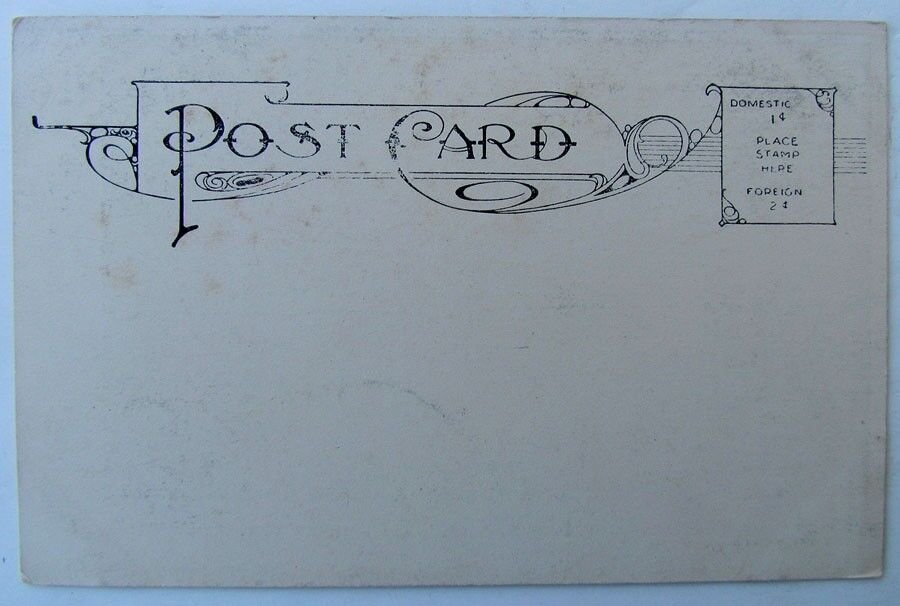 POST CARD
DOMESTIC
1¢
PLACE
STAMP
HERE
FOREIGN
2¢